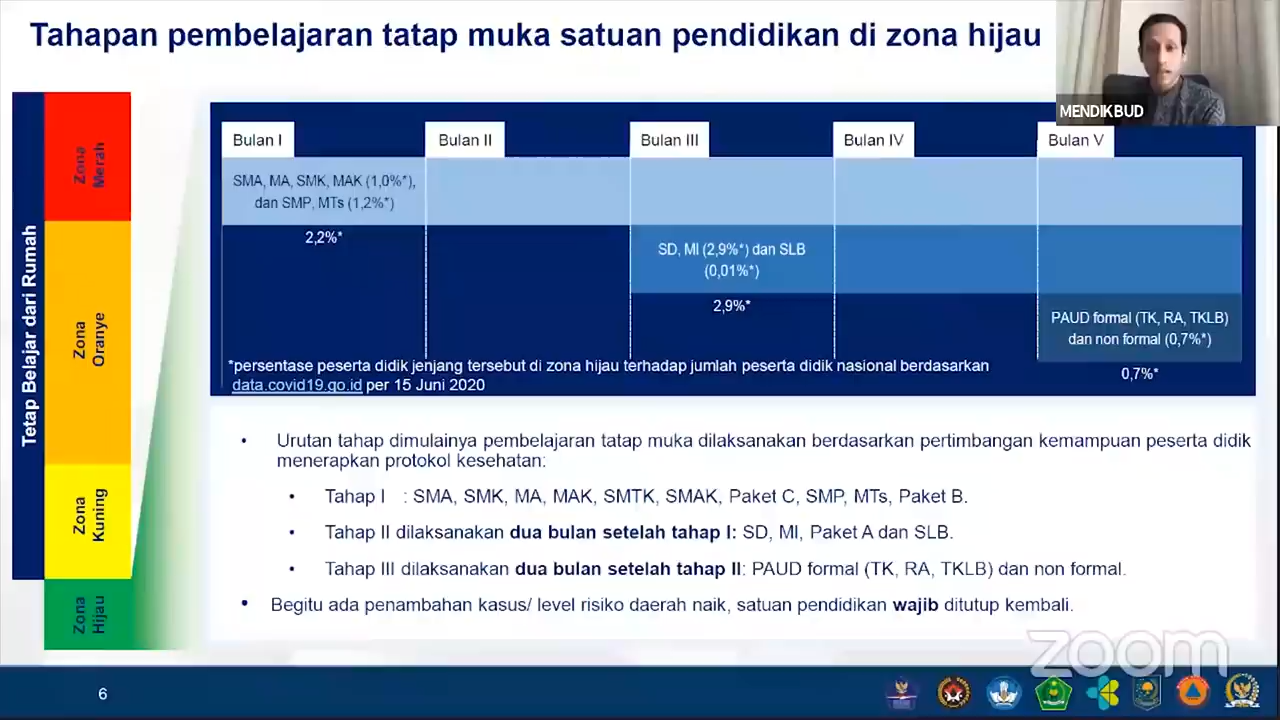 Tahapan pembelajaran tatap muka satuan pendidikan di zona hijau
MENDIKBUD
Tetap Belajar dari Rumah
Zona
Merah
Zona
Oranye
Zona
Kuning
Zona
Hijau
Bulan I
Bulan II
Bulan III
Bulan IV
Bulan V
SMA, MA, SMK, MAK (1,0%*),
dan SMP, MTs (1,2%*)
2,2%*
SD, MI (2,9%*) dan SLB
(0,01%*)
2,9%*
PAUD formal (TK, RA, TKLB)
dan non formal (0,7%*)
0,7%*
*persentase peserta didik jenjang tersebut di zona hijau terhadap jumlah peserta didik nasional berdasarkan
data.covid19.go.id per 15 Juni 2020
• Urutan tahap dimulainya pembelajaran tatap muka dilaksanakan berdasarkan pertimbangan kemampuan peserta didik
menerapkan protokol kesehatan:
• Tahap I : SMA, SMK, MA, MAK, SMTK, SMAK, Paket C, SMP, MTs, Paket B.
• Tahap II dilaksanakan dua bulan setelah tahap I: SD, MI, Paket A dan SLB.
• Tahap III dilaksanakan dua bulan setelah tahap II: PAUD formal (TK, RA, TKLB) dan non formal.
• Begitu ada penambahan kasus/ level risiko daerah naik, satuan pendidikan wajib ditutup kembali.
zoom
6